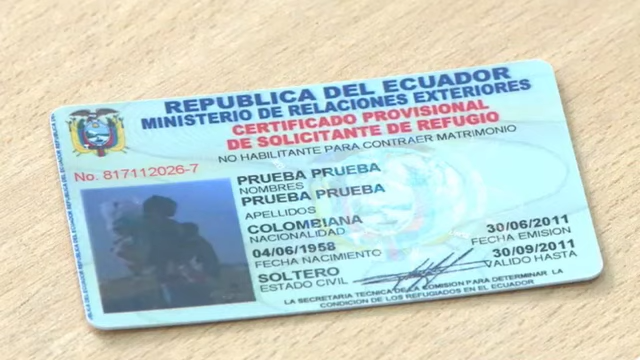 REPUBLICA DEL ECUADOR
MINISTERIO DE RELACIONES EXTERIORES
CERTIFICADO PROVISIONAL
DE SOLICITANTE DE REFUGIO
NO HABILITANTE PARA CONTRAER MATRIMONIO
No. 817112026-7
PRUEBA PRUEBA
NOMBRES
PRUEBA PRUEBA
APELLIDOS
COLOMBIANA
NACIONALIDAD
30/06/2011
FECHA EMISION
04/06/1958
FECHA NACIMIENTO
30/09/2011
VALIDO HASTA
SOLTERO
ESTADO CIVIL
LA SECRETARIA TECNICA DE LA COMISION PARA DETERMINAR LA
CONDICION DE LOS REFUGIADOS EN EL ECUADOR